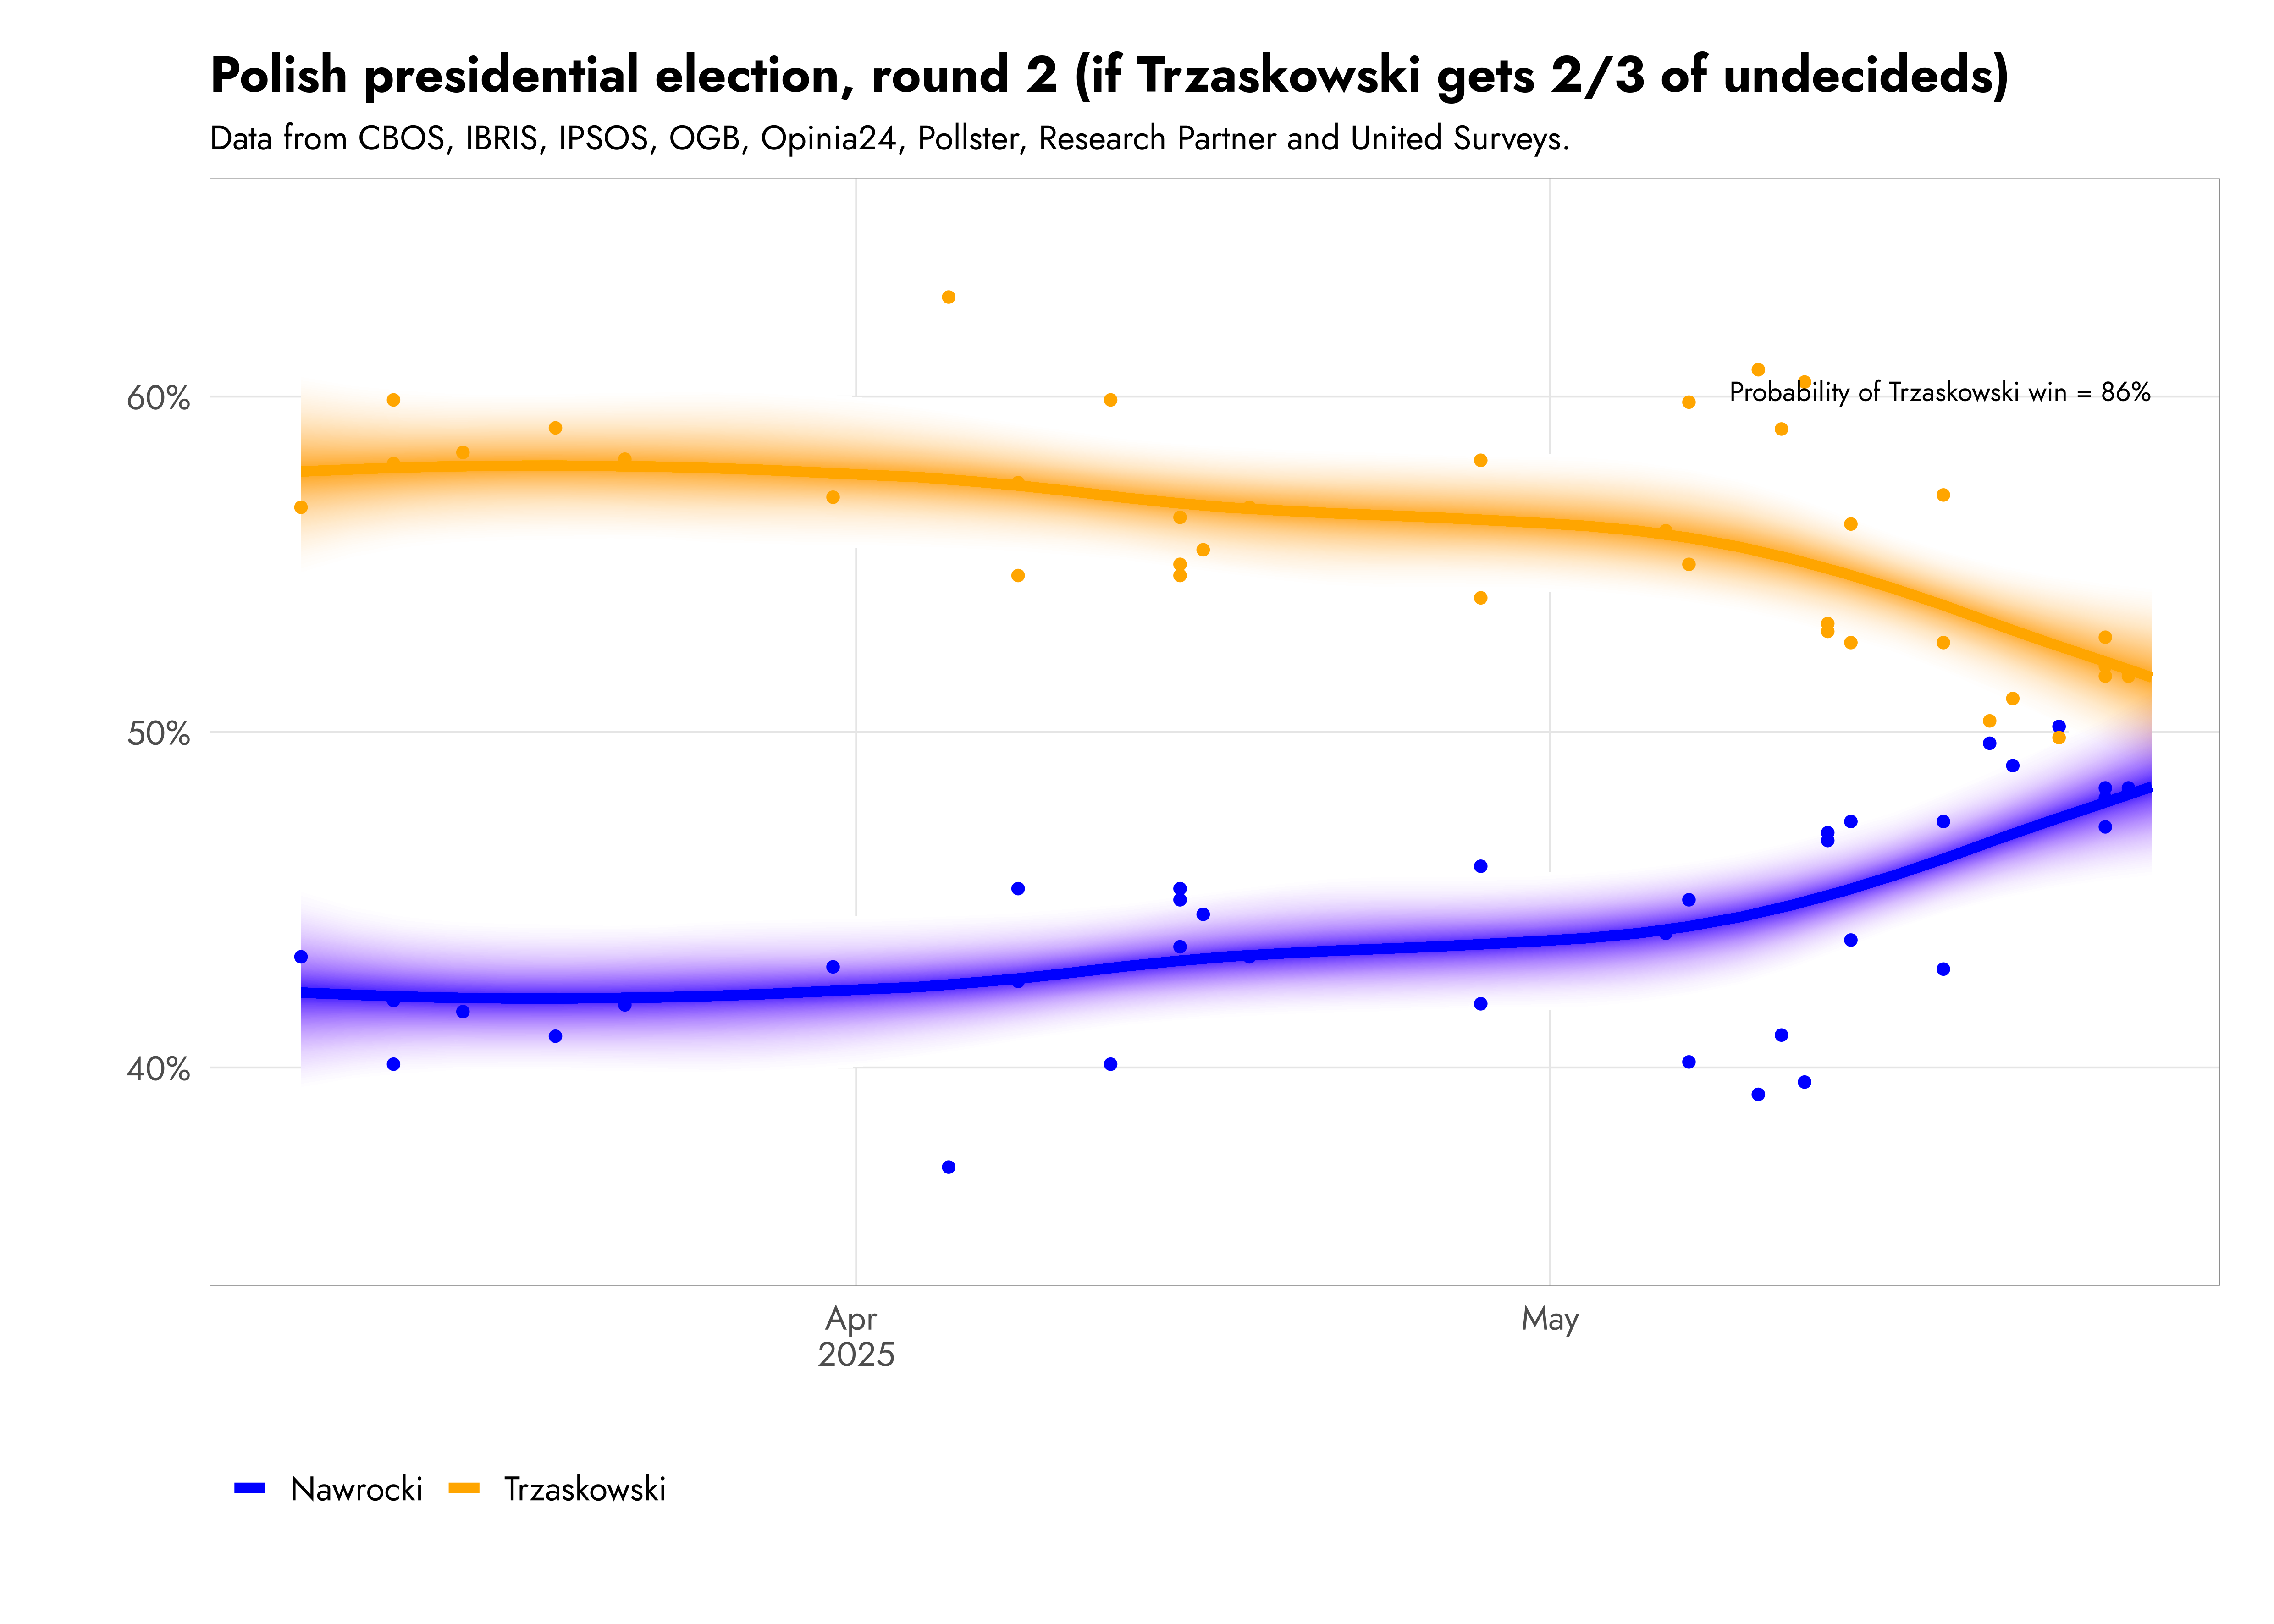 Polish presidential election, round 2 (if Trzaskowski gets 2/3 of undecideds)
Data from CBOS, IBRIS, IPSOS, OGB, Opinia24, Pollster, Research Partner and United Surveys.
60%
Probability of Trzaskowski win = 86%
50%
40%
Apr
2025
May
Nawrocki
Trzaskowski